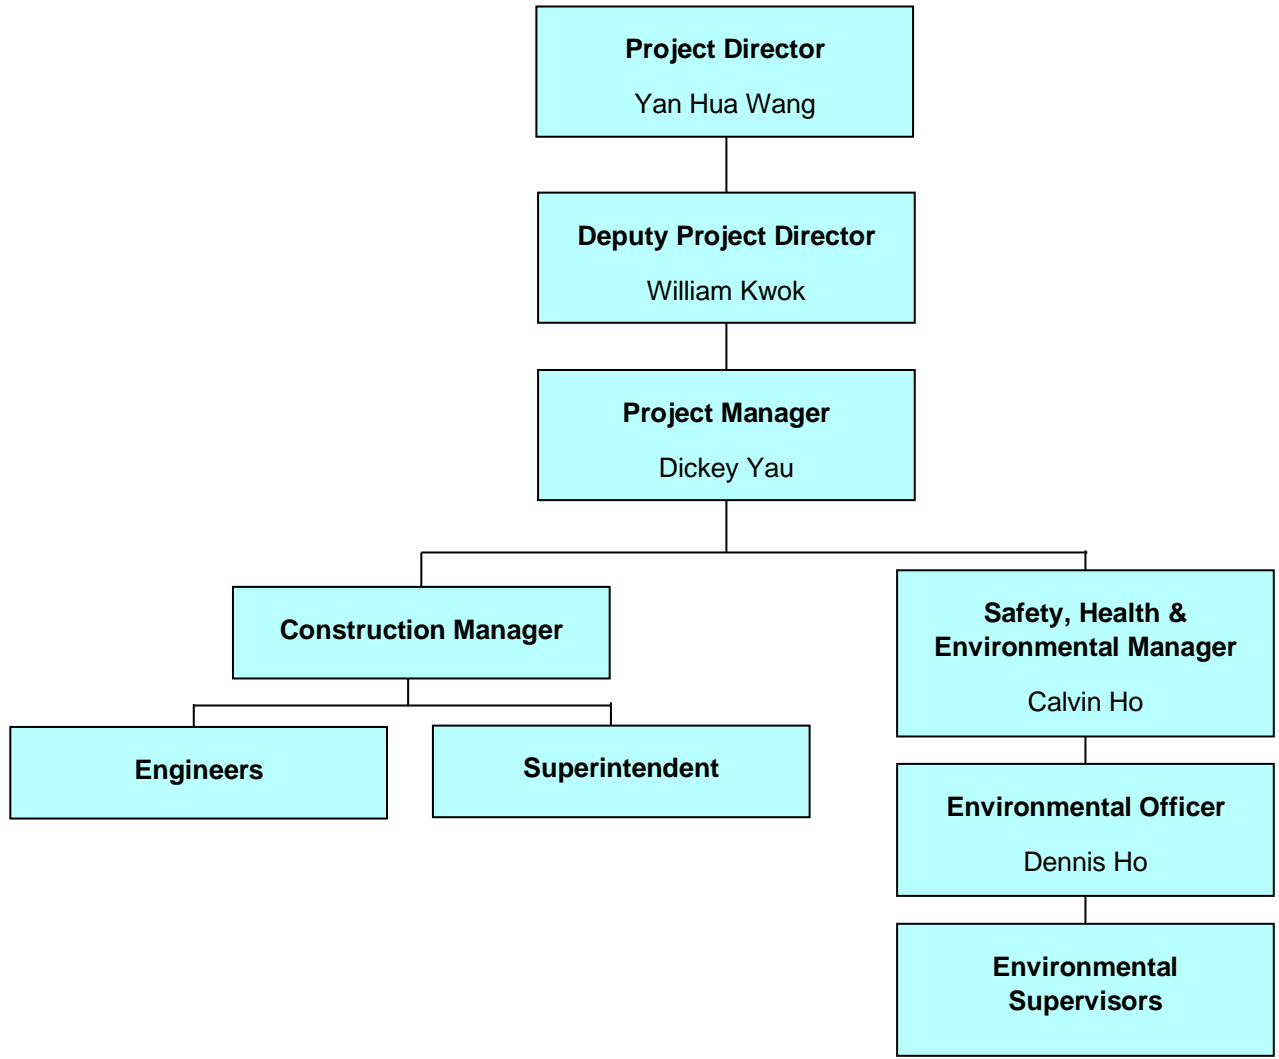 Project Director
Yan Hua Wang
Deputy Project Director
William Kwok
Project Manager
Dickey Yau
Construction Manager
Safety, Health &
Environmental Manager
Calvin Ho
Engineers
Superintendent
Environmental Officer
Dennis Ho
Environmental
Supervisors